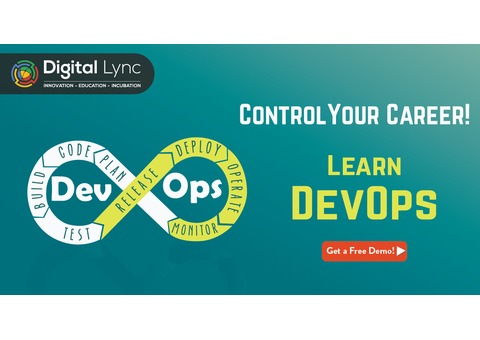 Digital Lync
INNOVATION - EDUCATION - INCUBATION
CONTROL YOUR CAREER!
LEARN
DEVOPS
Get a Free Demo!
Dev
Ops
PLAN
CODE
BUILD
TEST
RELEASE
DEPLOY
OPERATE
MONITOR